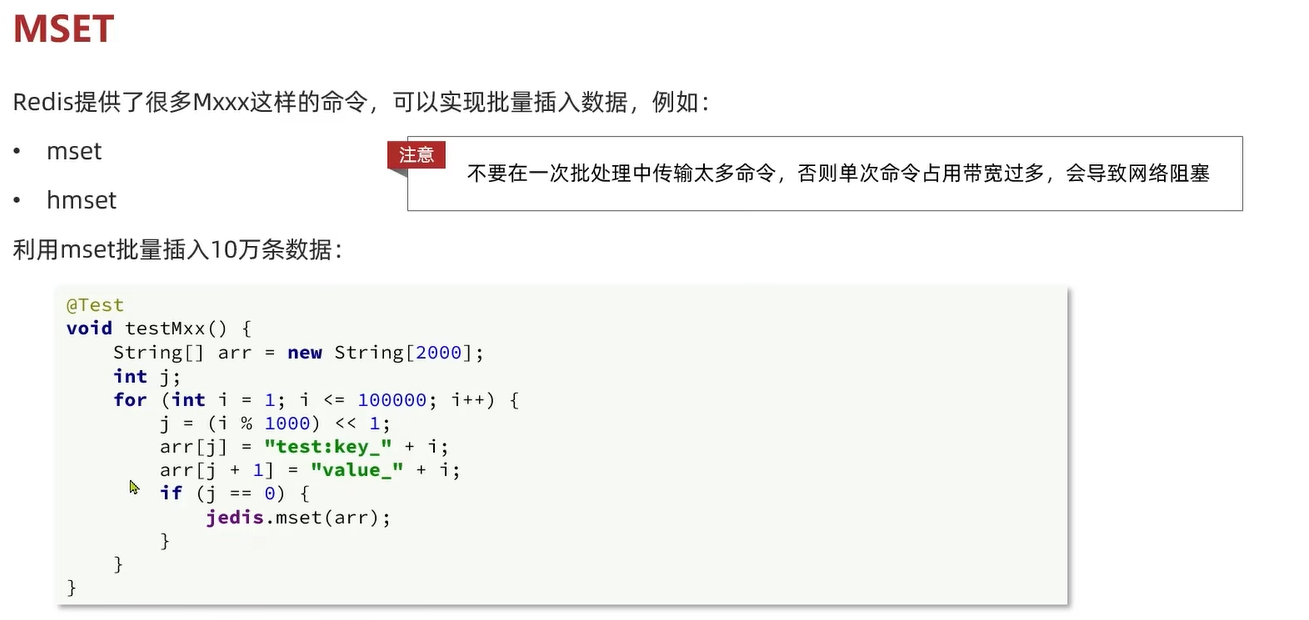 MSET
Redis提供了很多Mxxx这样的命令，可以实现批量插入数据，例如：
• mset
• hmset
注意
不要在一次批处理中传输太多命令，否则单次命令占用带宽过多，会导致网络阻塞
利用mset批量插入10万条数据：
@Test
void testMxx() {
    String[] arr = new String[2000];
    int j;
    for (int i = 1; i <= 100000; i++) {
        j = (i % 1000) << 1;
        arr[j] = "test:key_" + i;
        arr[j + 1] = "value_" + i;
        if (j == 0) {
            jedis.mset(arr);
        }
    }
}